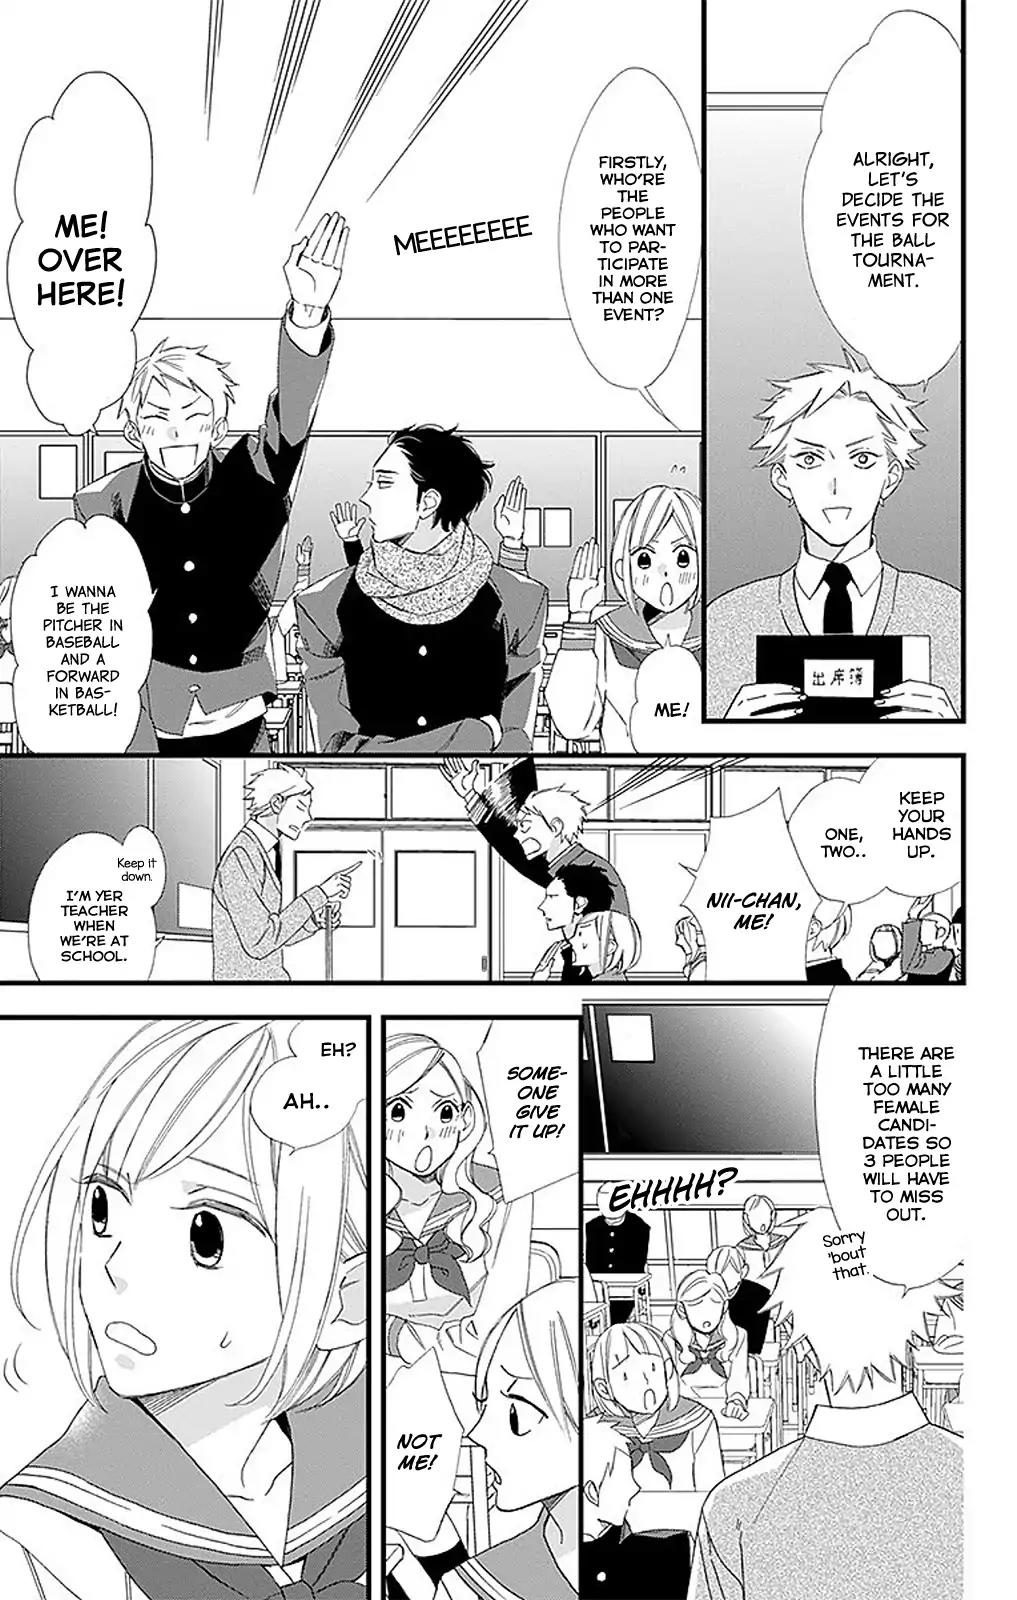 ALRIGHT,
LET'S
DECIDE THE
EVENTS FOR
THE BALL
TOURNA-
MENT.
出席簿
FIRSTLY,
WHO'RE
THE
PEOPLE
WHO WANT
TO PAR-
TICIPATE
IN MORE
THAN ONE
EVENT?
MEEEEEEEE
ME!
OVER
HERE!
ME!
I WANNA
BE THE
PITCHER IN
BASEBALL
AND A
FORWARD
IN BAS-
KETBALL!
KEEP
YOUR
HANDS
UP.
ONE,
TWO..
NII-CHAN,
ME!
Keep it
down.
I'M YER
TEACHER
WHEN
WE'RE AT
SCHOOL.
THERE ARE
A LITTLE
TOO MANY
FEMALE
CANDI-
DATES SO
3 PEOPLE
WILL HAVE
TO MISS
OUT.
Sorry
'bout
that.
EHHHH?
SOME-
ONE
GIVE
IT UP!
NOT
ME!
EH?
AH..